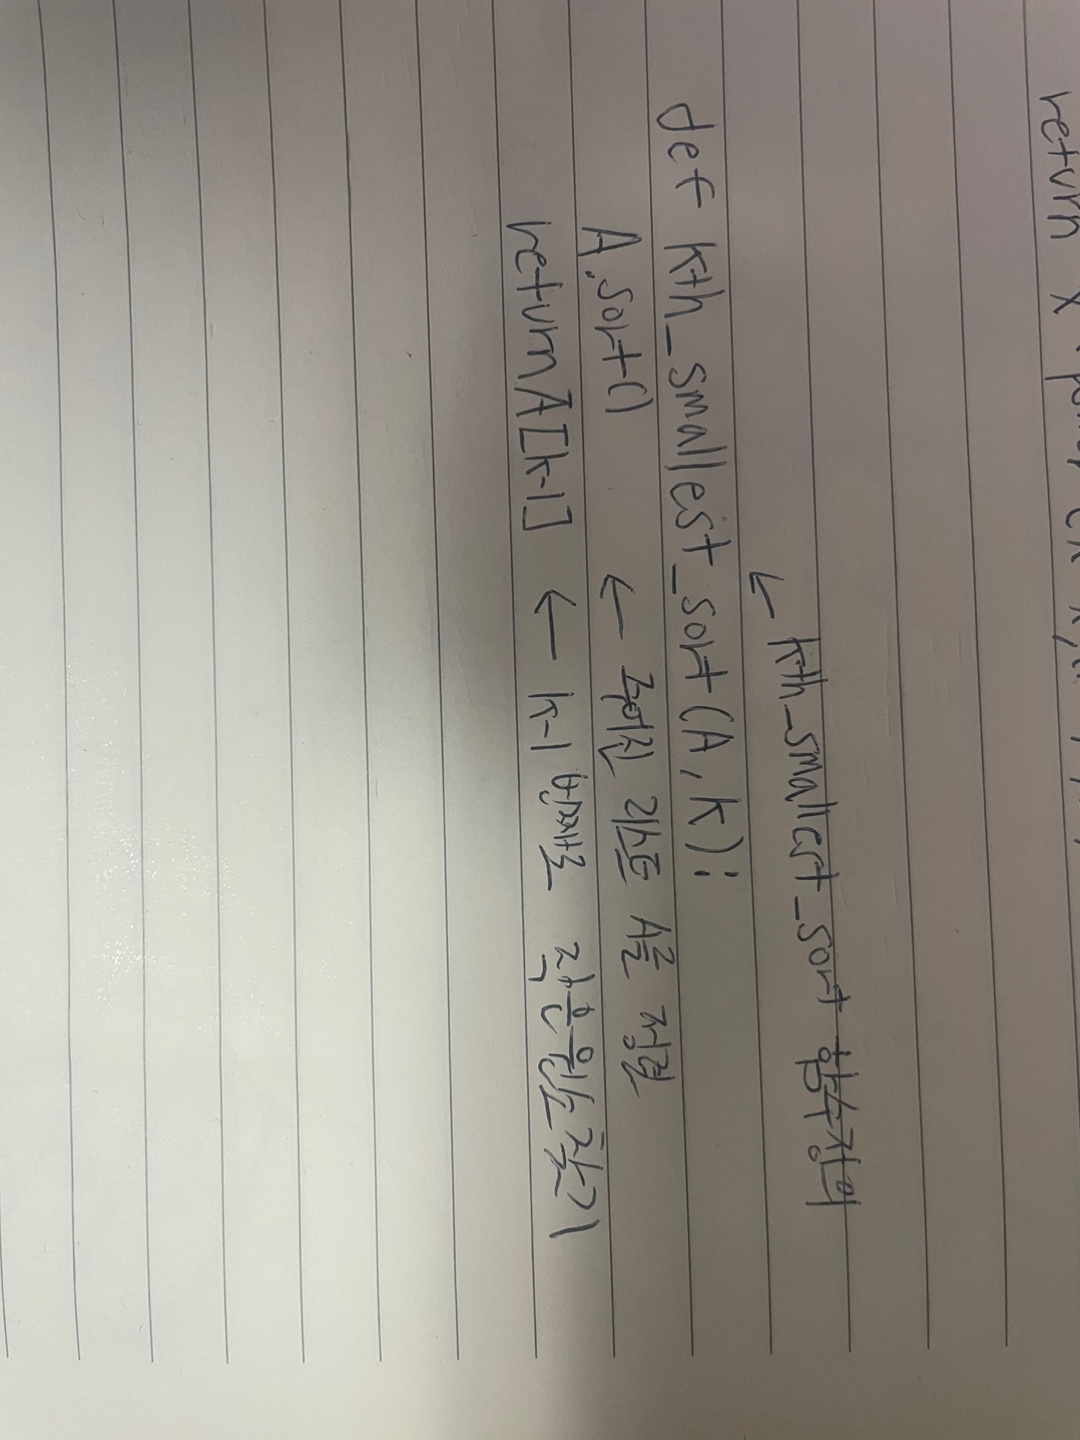 return x
← kth_smallest_sort 함수정의
def kth_smallest_sort(A, k):
A.sort() ← 주어진 리스트 A를 정렬
return A[k-1] ← k-1 번째로 작은 원소 찾기